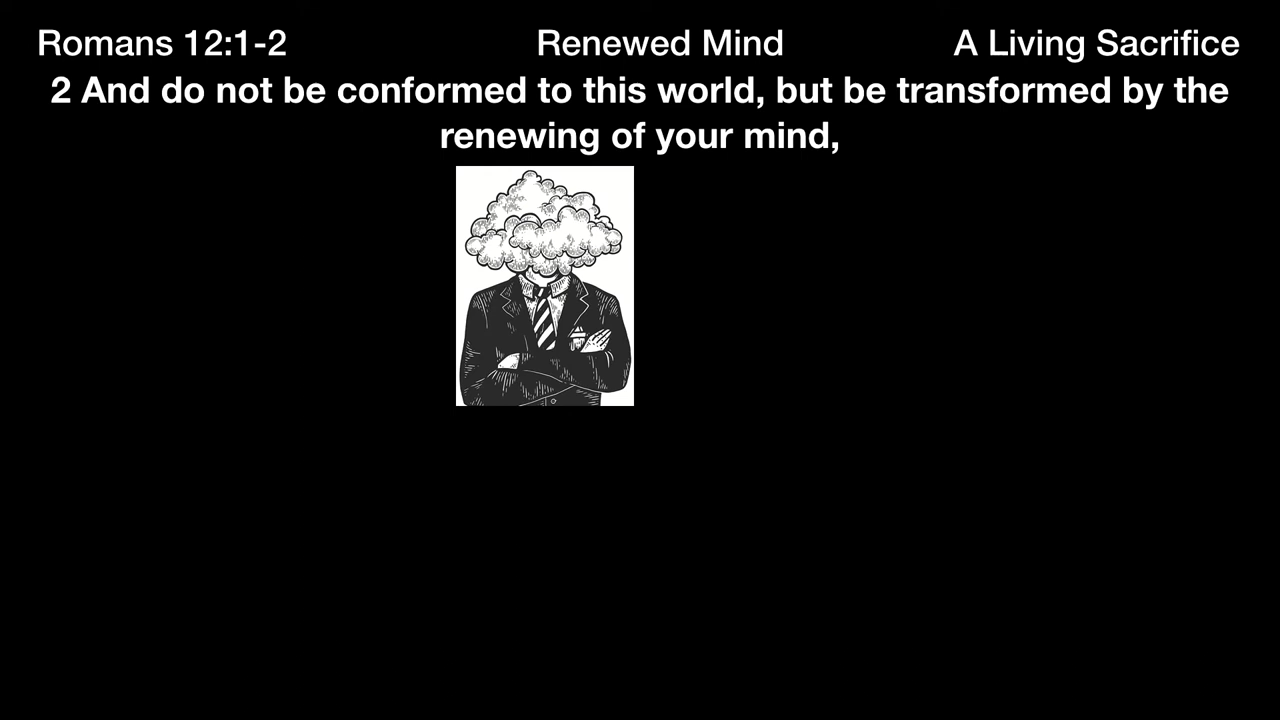 Romans 12:1-2 Renewed Mind A Living Sacrifice
2 And do not be conformed to this world, but be transformed by the
renewing of your mind,